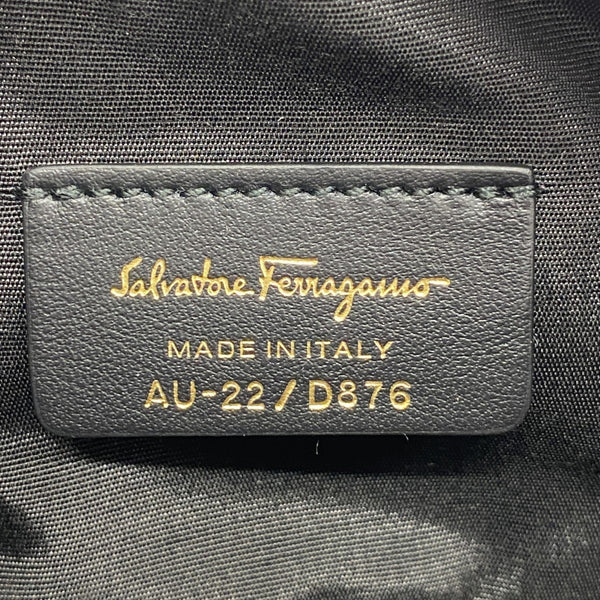 Salvatore Ferragamo
MADE IN ITALY
AU-22/D876